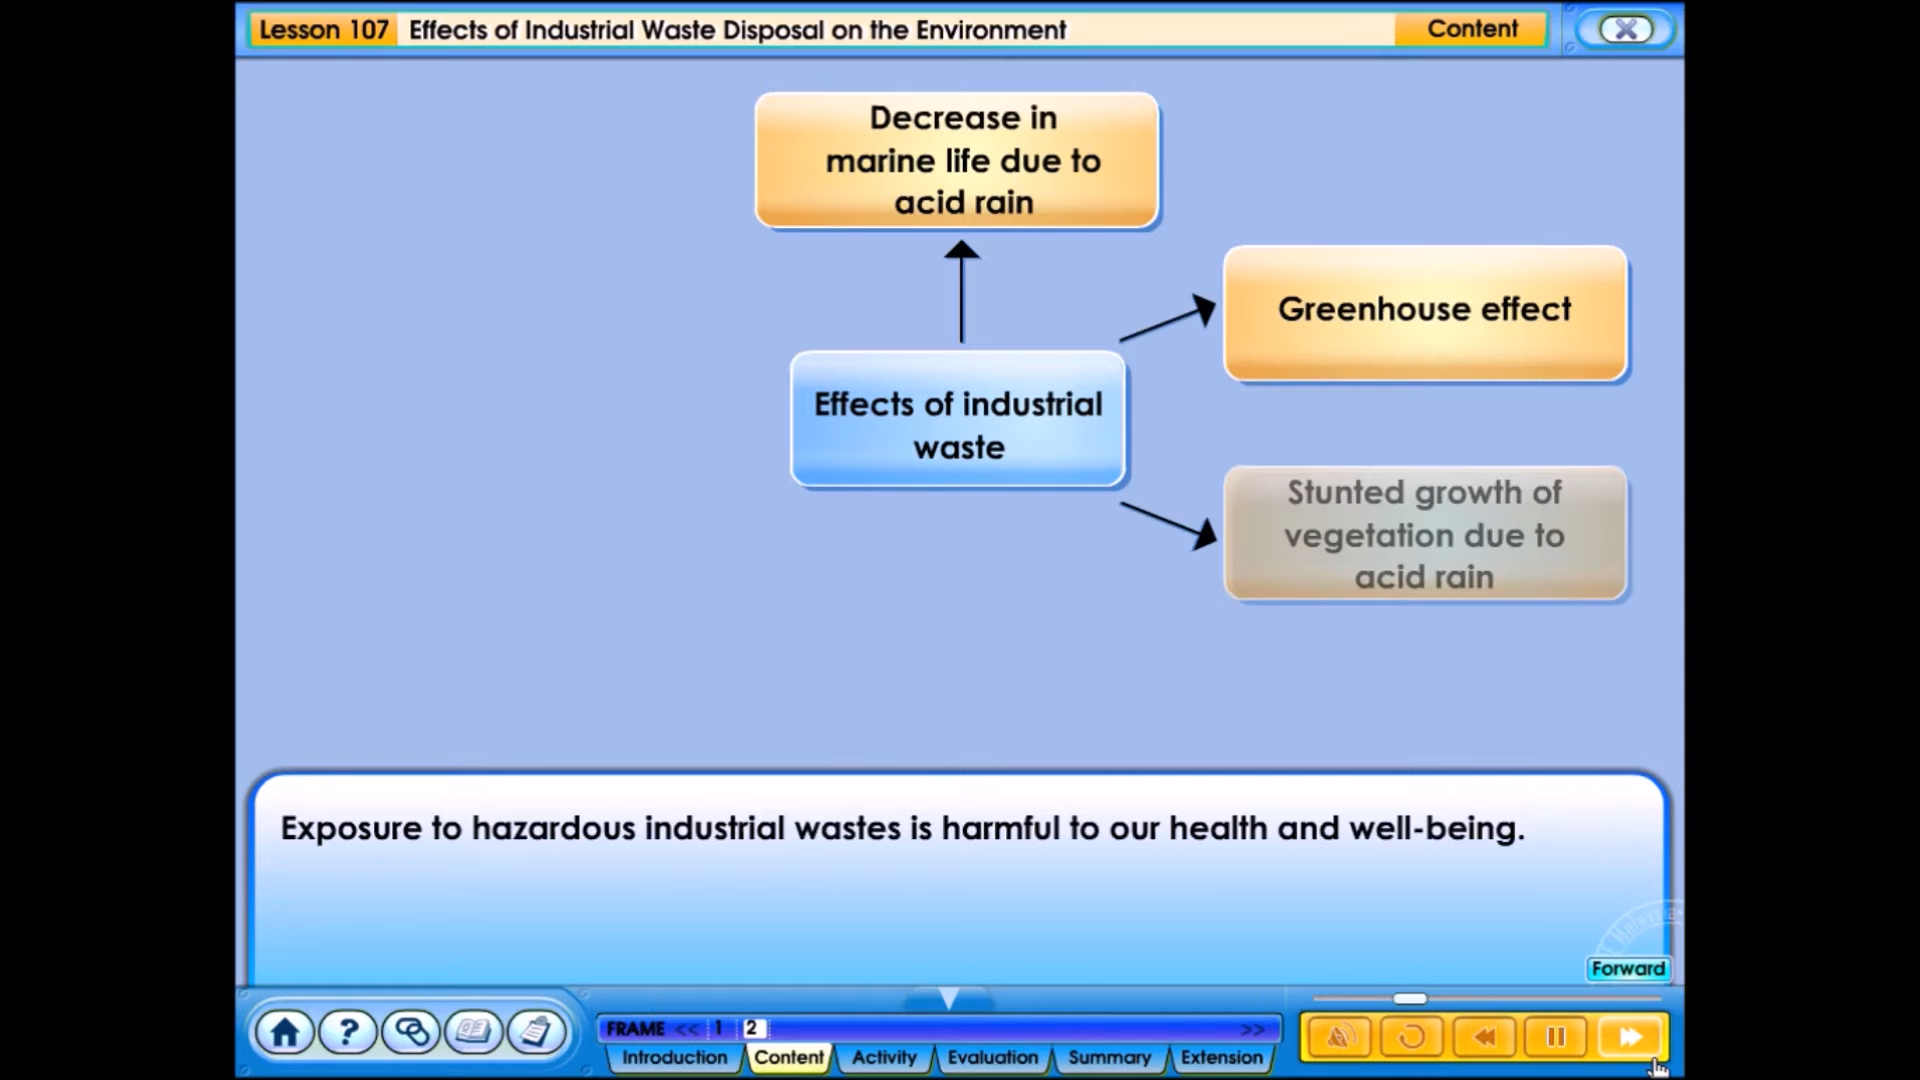 Lesson 107 Effects of Industrial Waste Disposal on the Environment Content
Decrease in
marine life due to
acid rain
Greenhouse effect
Effects of industrial
waste
Stunted growth of
vegetation due to
acid rain
Exposure to hazardous industrial wastes is harmful to our health and well-being.
Forward
FRAME << 1 2 >>
Introduction Content Activity Evaluation Summary Extension